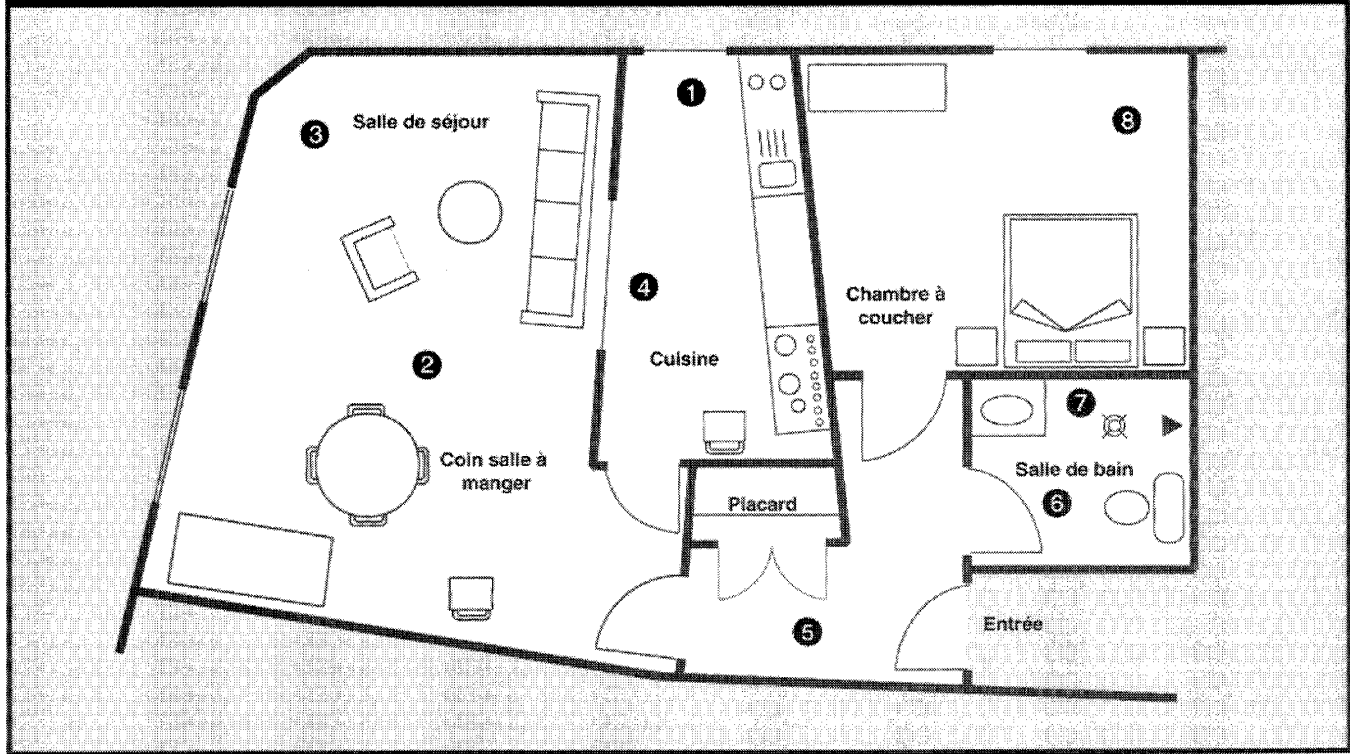 1
8
3 Salle de séjour
4
Chambre à
coucher
Cuisine
2
7
Coin salle à
manger
Salle de bain
6
Placard
5
Entrée